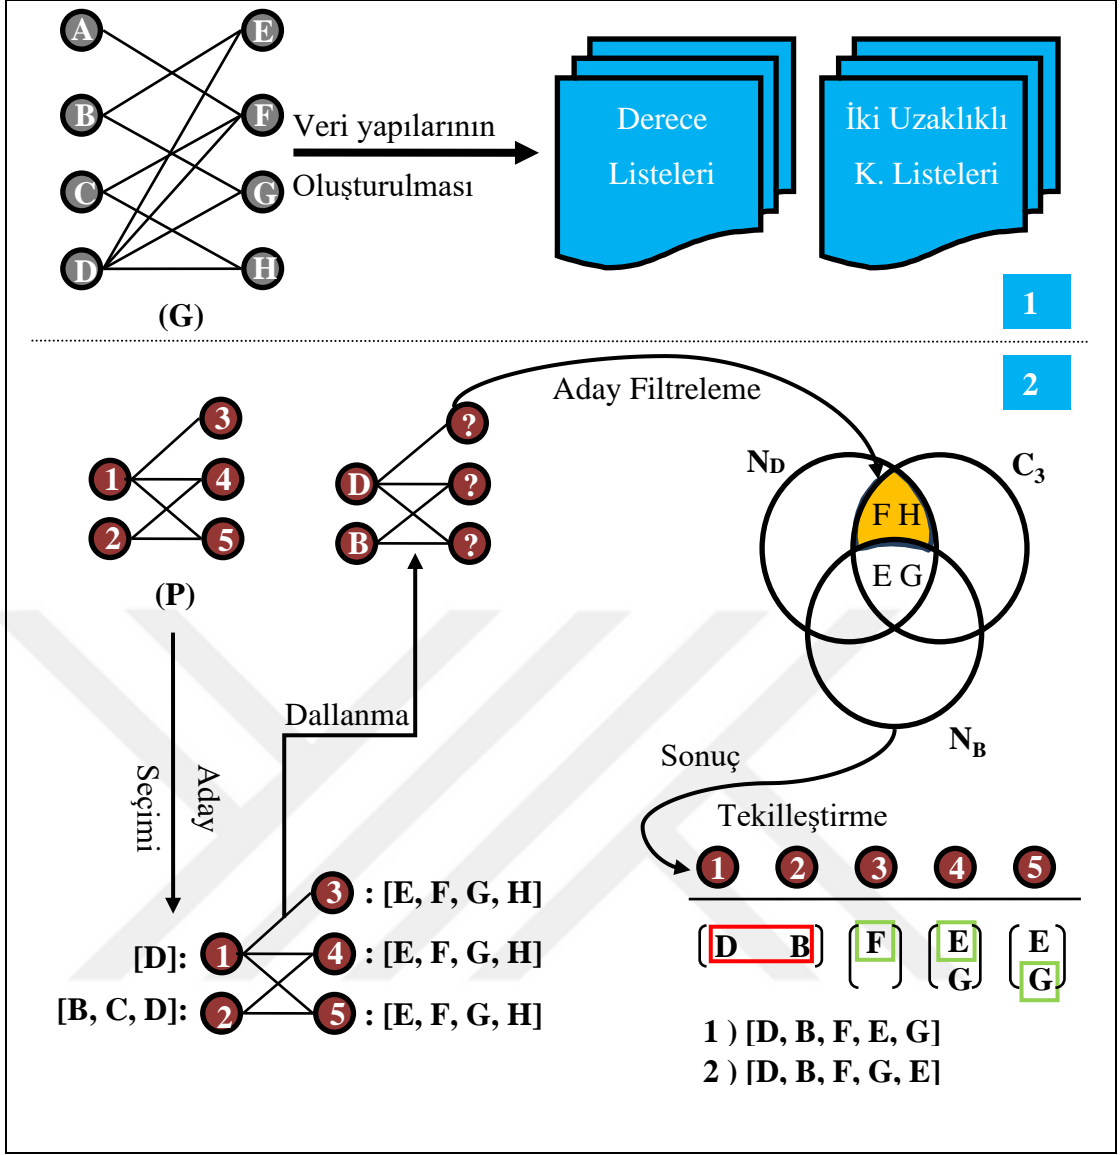 A
B
C
D
E
F
G
H
(G)
Veri yapılarının
Oluşturulması
Derece
Listeleri
İki Uzaklıklı
K. Listeleri
1
2
1
2
3
4
5
(P)
D
B
?
?
?
Aday Filtreleme
ND
C3
F H
E G
NB
Aday
Seçimi
Dallanma
3 : [E, F, G, H]
[D]: 1
4 : [E, F, G, H]
[B, C, D]: 2
5 : [E, F, G, H]
Sonuç
Tekilleştirme
1 2 3 4 5
D B F E E
G G
1 ) [D, B, F, E, G]
2 ) [D, B, F, G, E]